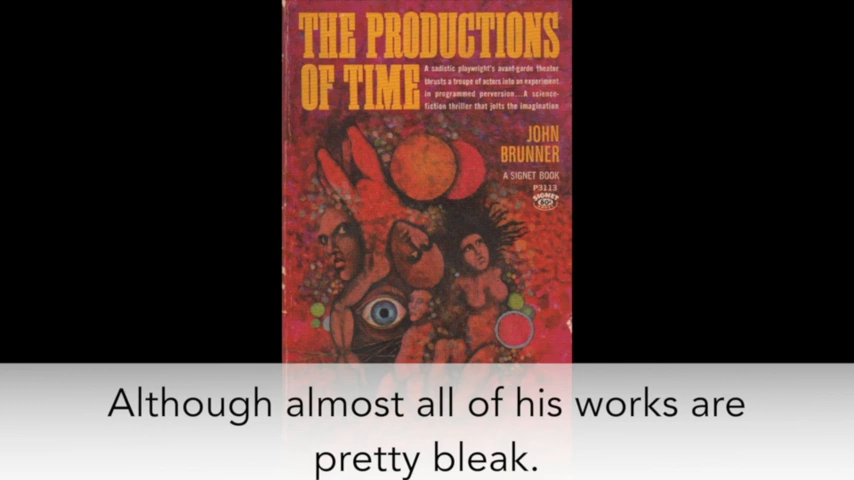 THE PRODUCTIONS
OF TIME
A sadistic playwright's avant-garde theater
thrusts a troupe of actors into an experiment
in programmed perversion...A science-
fiction thriller that jolts the imagination
JOHN
BRUNNER
A SIGNET BOOK
P3113
SIGNET
Although almost all of his works are
pretty bleak.